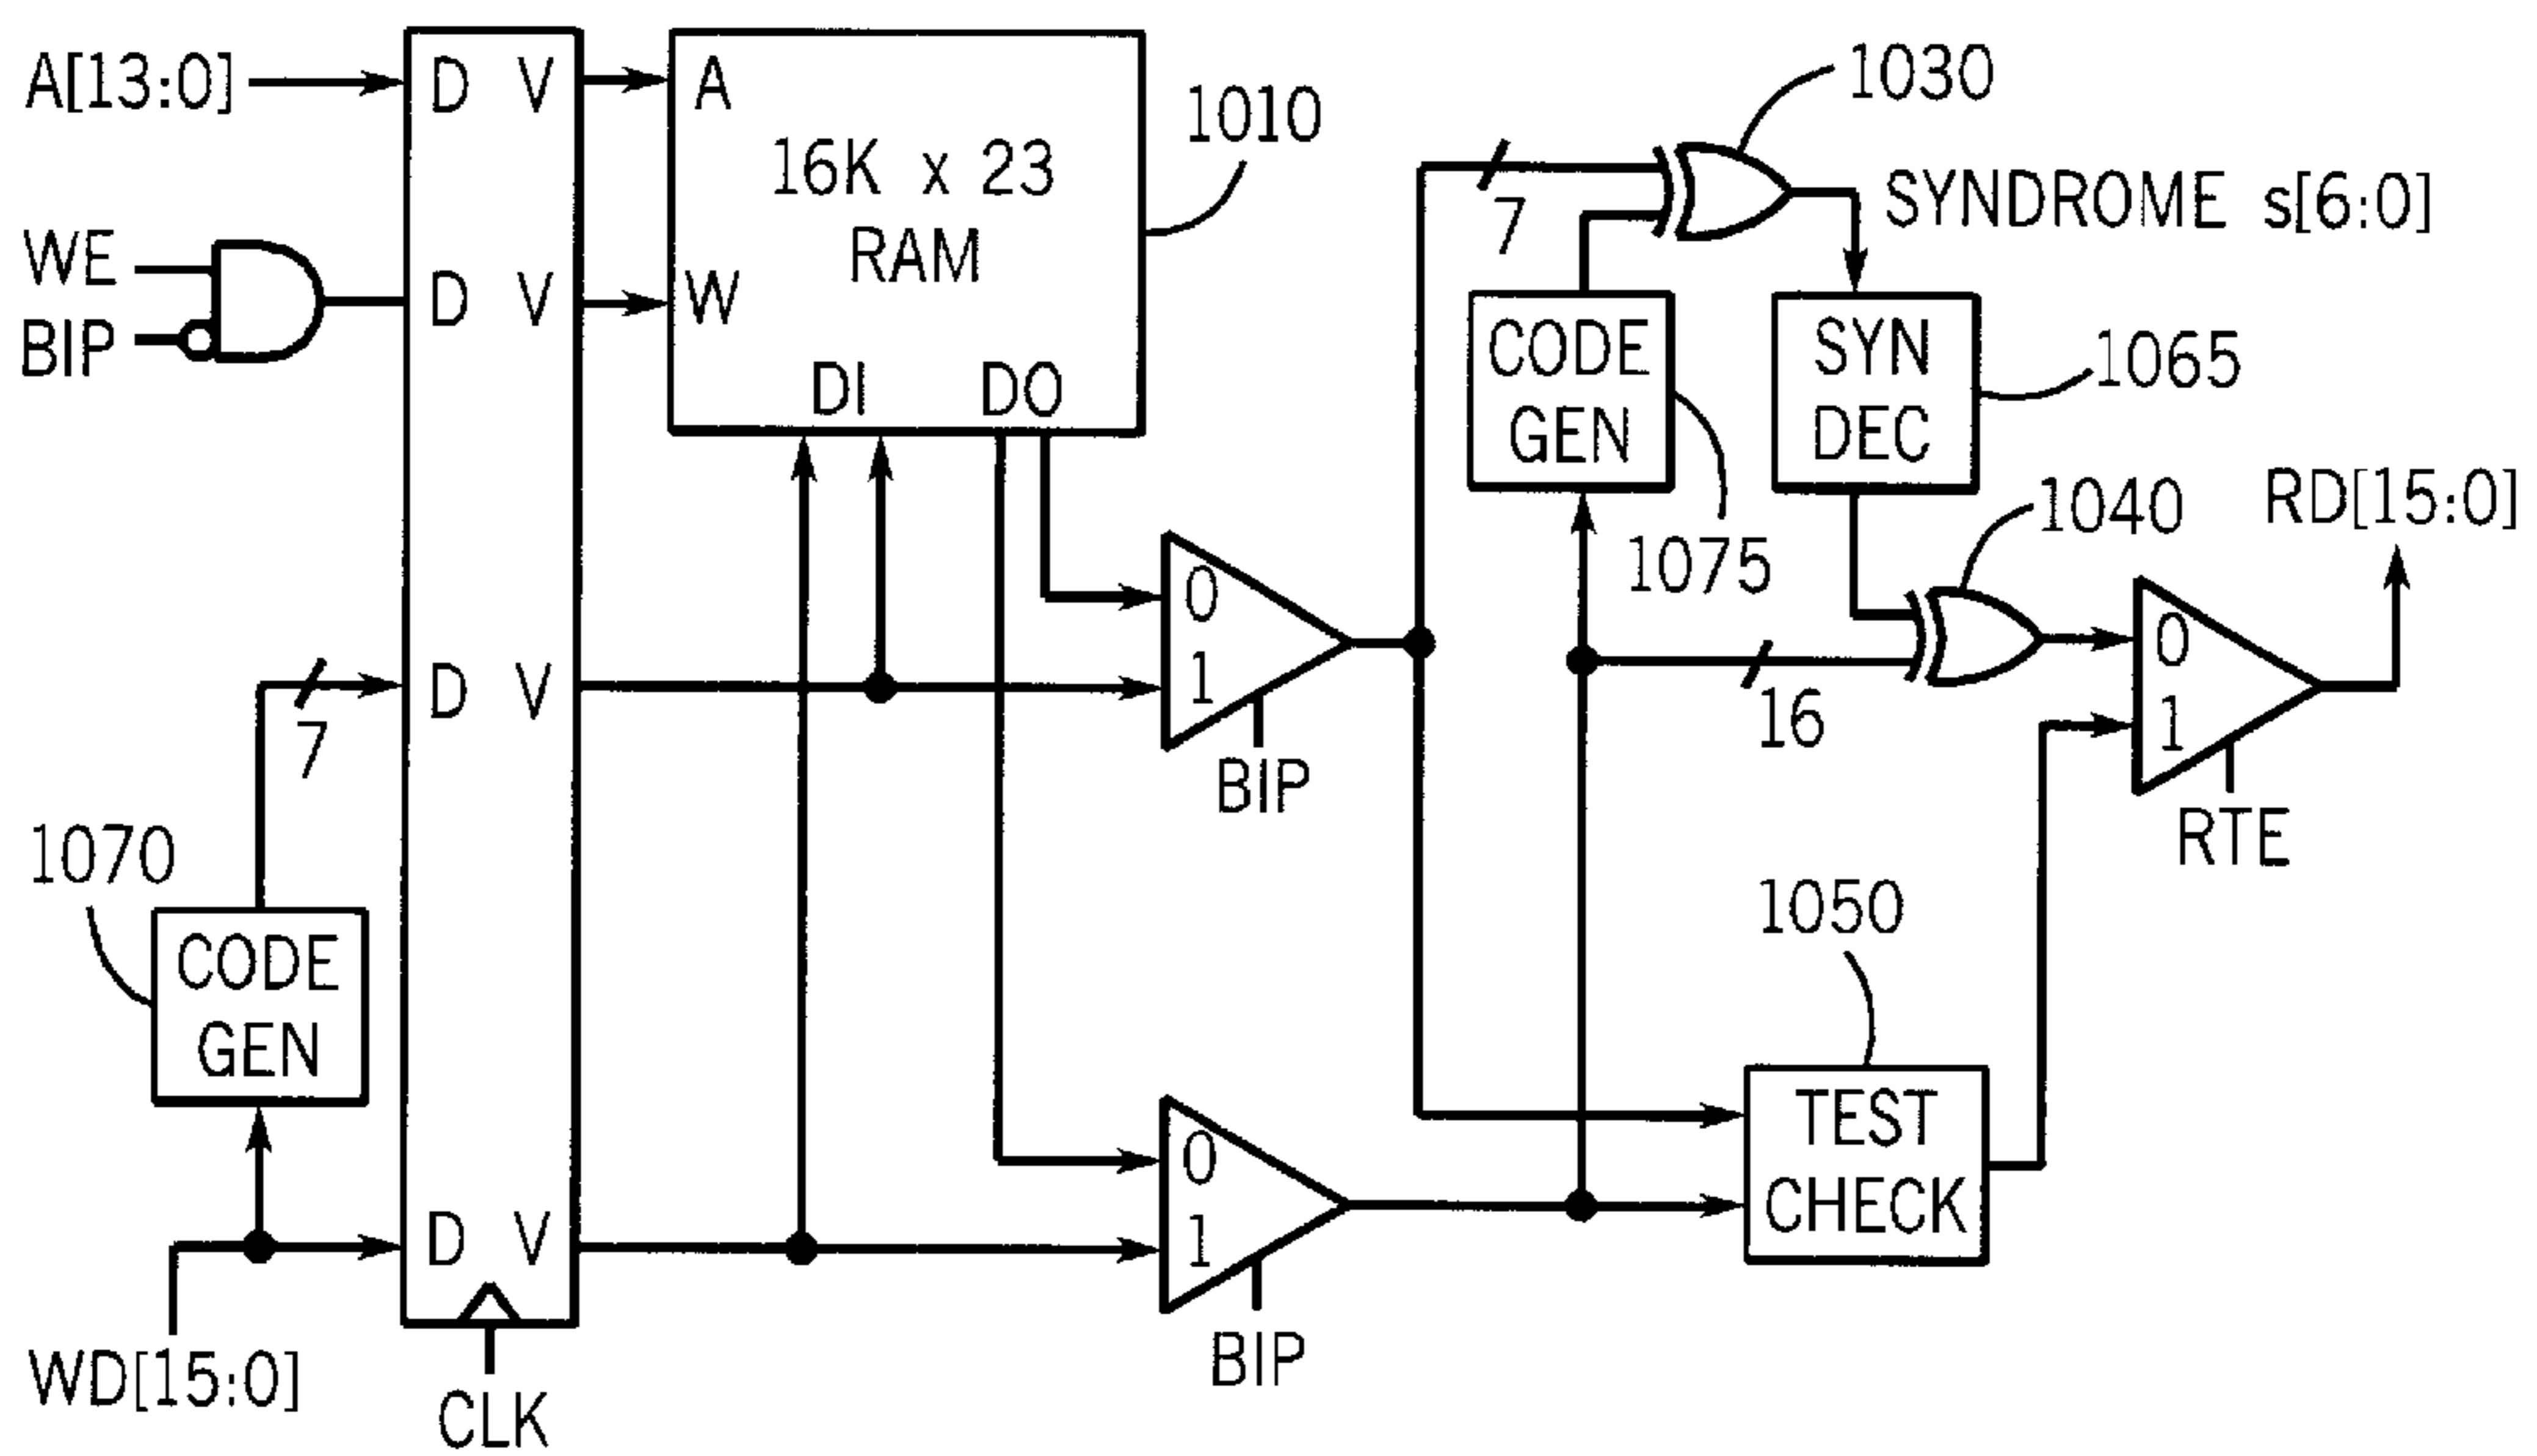 A[13:0]
D V
A
16K x 23
RAM
1010
1030
7
SYNDROME s[6:0]
WE
BIP
D V
W
DI
DO
CODE
GEN
1075
SYN
DEC
1065
1040
RD[15:0]
0
1
BIP
16
0
1
RTE
7
D V
1070
CODE
GEN
1050
TEST
CHECK
0
1
BIP
D V
WD[15:0]
CLK